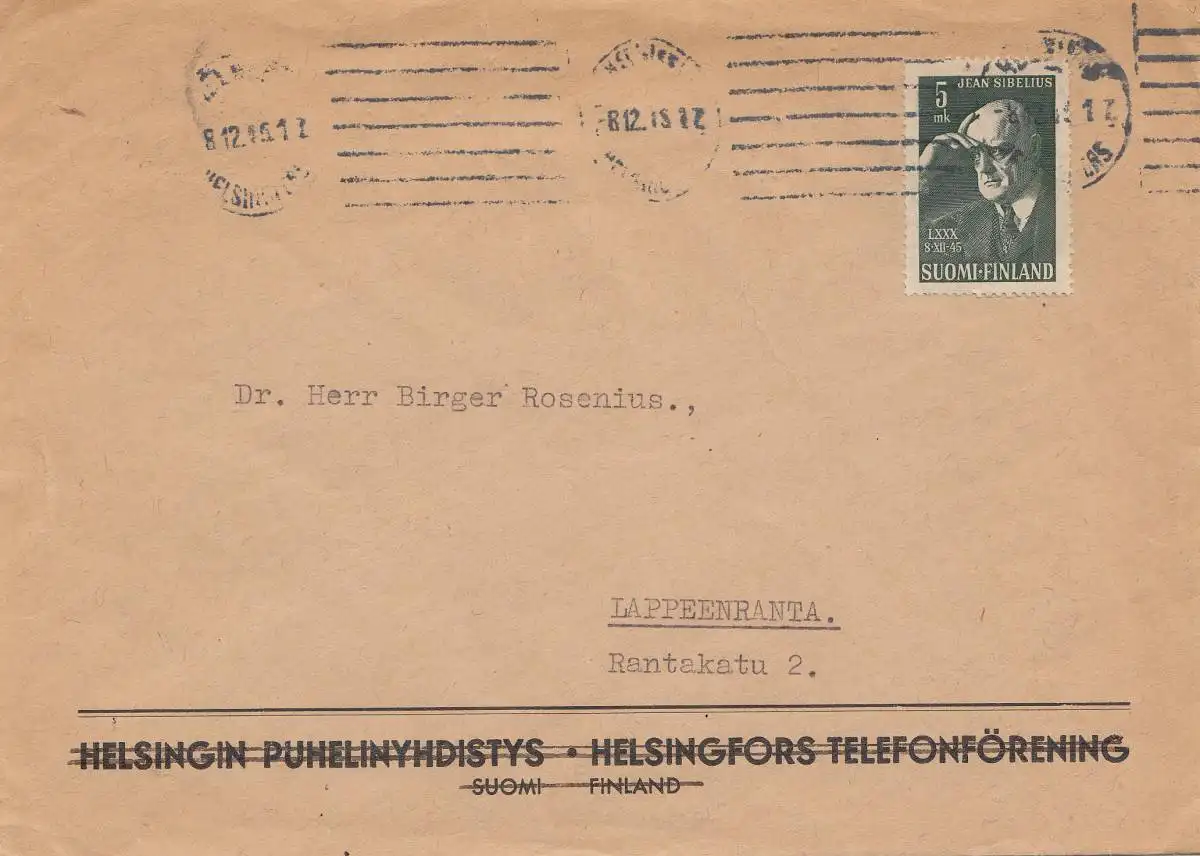 8.12.45.17
HELSINKI
8.12.45.17
JEAN SIBELIUS
5
mk
LXXX
8·XII·45
SUOMI·FINLAND
Dr. Herr Birger Rosenius.,
LAPPEENRANTA.
Rantakatu 2.
HELSINGIN PUHELINYHDISTYS • HELSINGFORS TELEFONFÖRENING
SUOMI FINLAND